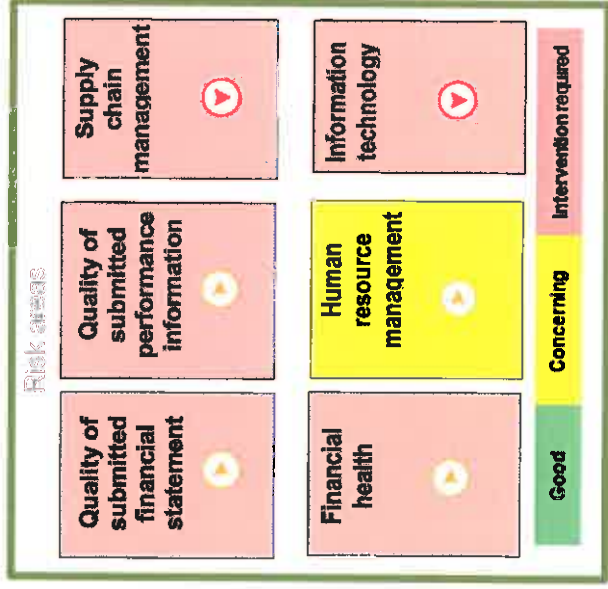 Risk areas
Quality of
submitted
financial
statement
Quality of
submitted
performance
information
Supply
chain
management
Financial
health
Human
resource
management
Information
technology
Good
Concerning
Intervention required